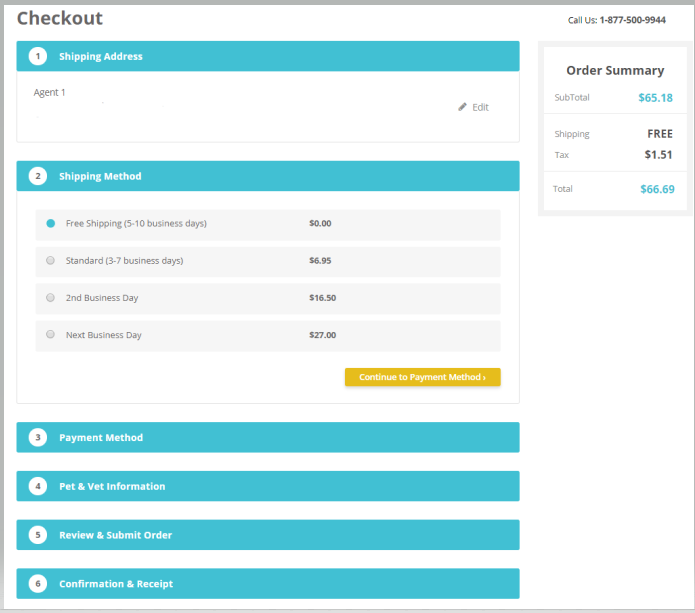 Checkout
Call Us: 1-877-500-9944
1 Shipping Address
Agent 1
Edit
2 Shipping Method
Free Shipping (5-10 business days) $0.00
Standard (3-7 business days) $6.95
2nd Business Day $16.50
Next Business Day $27.00
Continue to Payment Method ›
3 Payment Method
4 Pet & Vet Information
5 Review & Submit Order
6 Confirmation & Receipt
Order Summary
SubTotal $65.18
Shipping FREE
Tax $1.51
Total $66.69